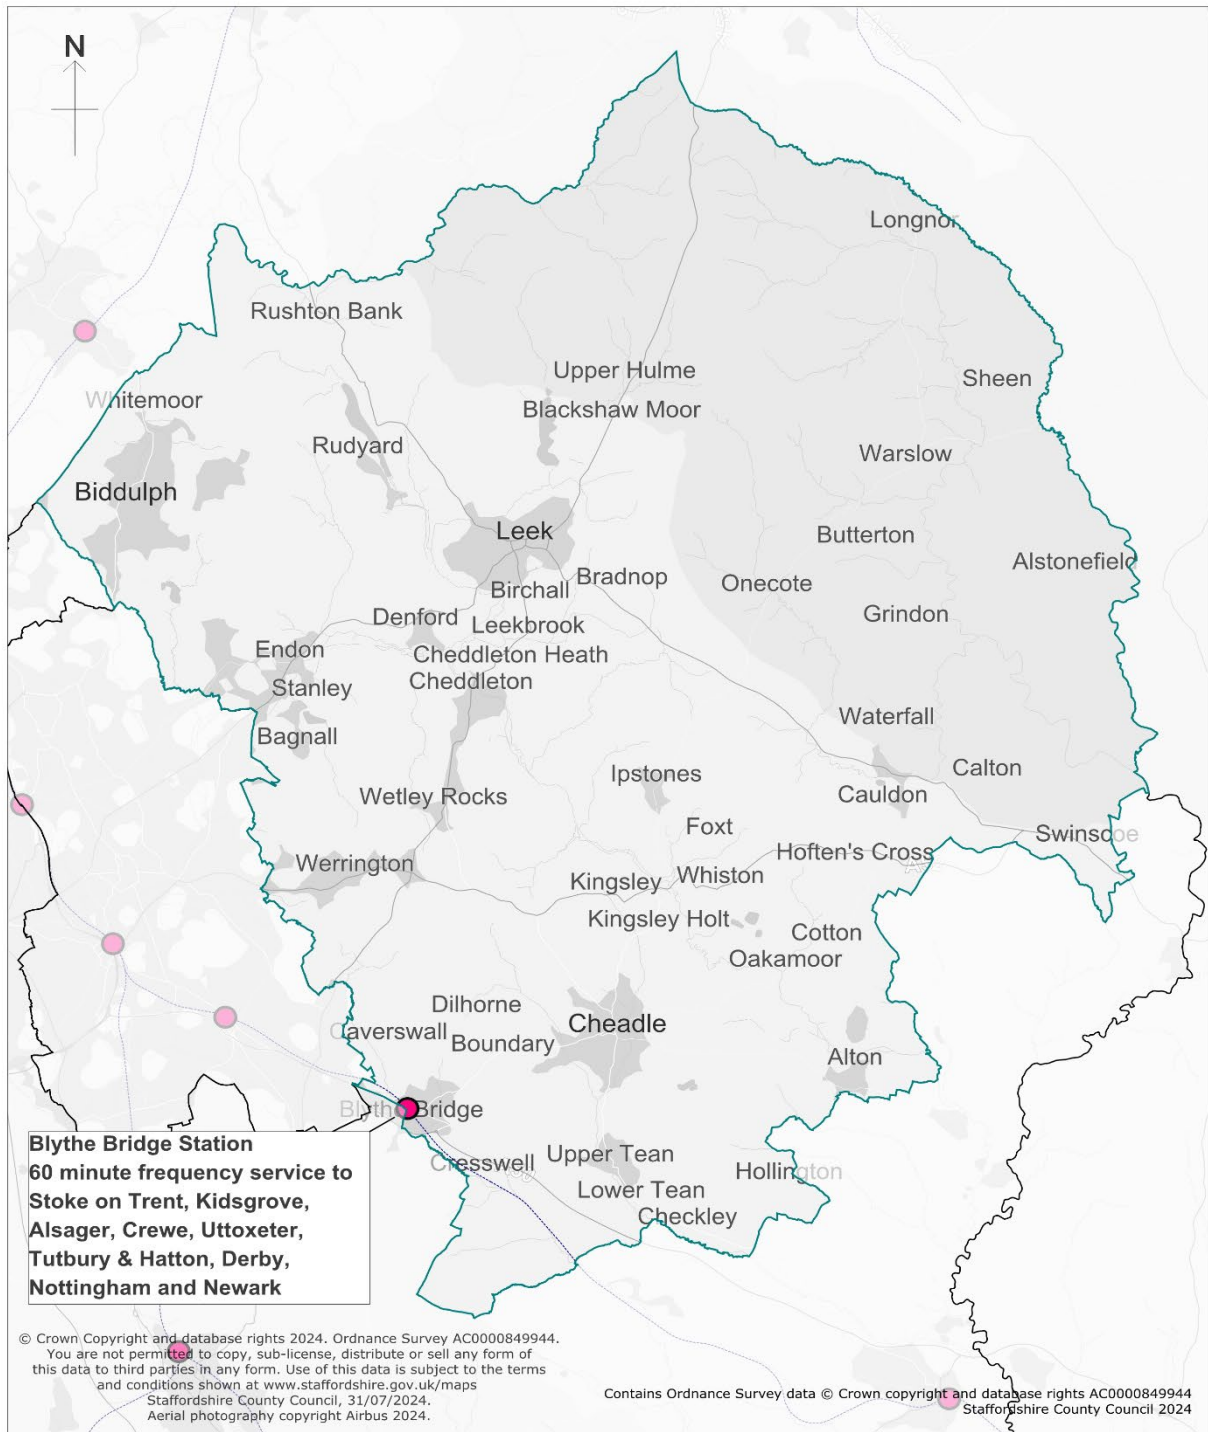 N
Longnor
Rushton Bank
Upper Hulme
Sheen
Whitemoor
Blackshaw Moor
Rudyard
Warslow
Biddulph
Leek
Butterton
Alstonefield
Birchall
Bradnop
Onecote
Denford
Leekbrook
Grindon
Endon
Cheddleton Heath
Stanley
Cheddleton
Waterfall
Bagnall
Calton
Ipstones
Wetley Rocks
Cauldon
Foxt
Swinscoe
Hoften's Cross
Werrington
Kingsley
Whiston
Kingsley Holt
Cotton
Oakamoor
Dilhorne
Cheadle
Caverswall
Boundary
Alton
Blythe Bridge
Upper Tean
Cresswell
Hollington
Lower Tean
Checkley
Blythe Bridge Station
60 minute frequency service to
Stoke on Trent, Kidsgrove,
Alsager, Crewe, Uttoxeter,
Tutbury & Hatton, Derby,
Nottingham and Newark
© Crown Copyright and database rights 2024. Ordnance Survey AC0000849944.
You are not permitted to copy, sub-license, distribute or sell any form of
this data to third parties in any form. Use of this data is subject to the terms
and conditions shown at www.staffordshire.gov.uk/maps
Staffordshire County Council, 31/07/2024.
Aerial photography copyright Airbus 2024.
Contains Ordnance Survey data © Crown copyright and database rights AC0000849944
Staffordshire County Council 2024